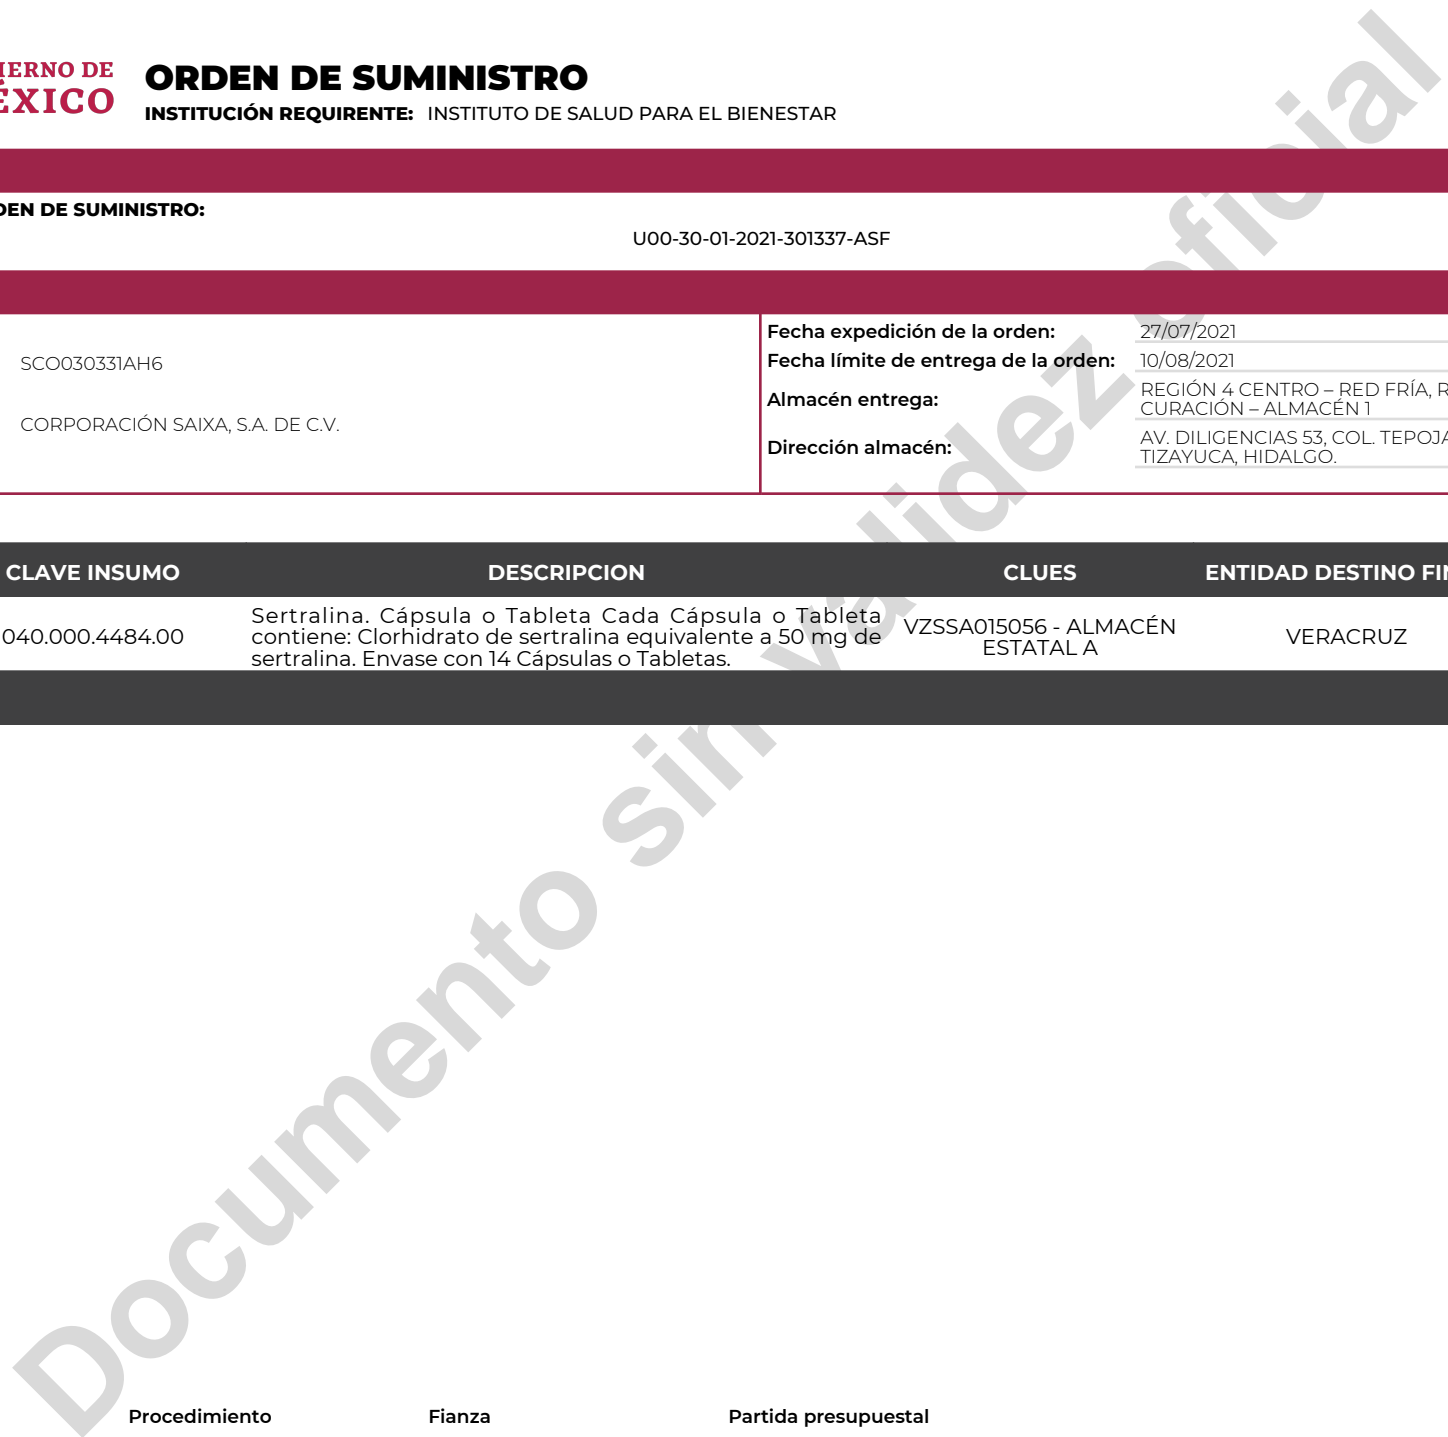 IERNO DE
ÉXICO
ORDEN DE SUMINISTRO
INSTITUCIÓN REQUIRENTE: INSTITUTO DE SALUD PARA EL BIENESTAR
DEN DE SUMINISTRO:
U00-30-01-2021-301337-ASF
SCO030331AH6
CORPORACIÓN SAIXA, S.A. DE C.V.
Fecha expedición de la orden: 27/07/2021
Fecha límite de entrega de la orden: 10/08/2021
Almacén entrega: REGIÓN 4 CENTRO – RED FRÍA, R
CURACIÓN – ALMACÉN 1
Dirección almacén: AV. DILIGENCIAS 53, COL. TEPOJA
TIZAYUCA, HIDALGO.
CLAVE INSUMO DESCRIPCION CLUES ENTIDAD DESTINO FIN
040.000.4484.00
Sertralina. Cápsula o Tableta Cada Cápsula o Tableta
contiene: Clorhidrato de sertralina equivalente a 50 mg de
sertralina. Envase con 14 Cápsulas o Tabletas.
VZSSA015056 - ALMACÉN
ESTATAL A
VERACRUZ
Documento sin validez oficial
Procedimiento Fianza Partida presupuestal